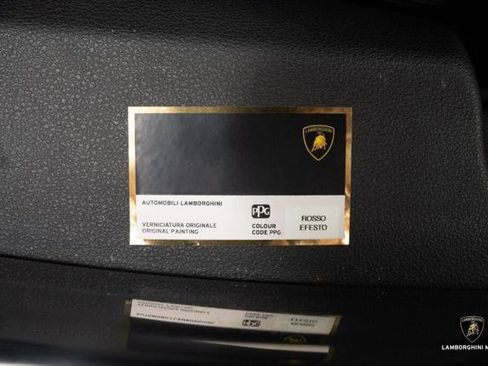 LAMBORGHINI
AUTOMOBILI LAMBORGHINI
VERNICIATURA ORIGINALE
ORIGINAL PAINTING
PPG
COLOUR
CODE PPG
ROSSO
EFESTO
LAMBORGHINI